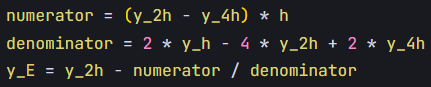 numerator = (y_2h - y_4h) * h
denominator = 2 * y_h - 4 * y_2h + 2 * y_4h
y_E = y_2h - numerator / denominator